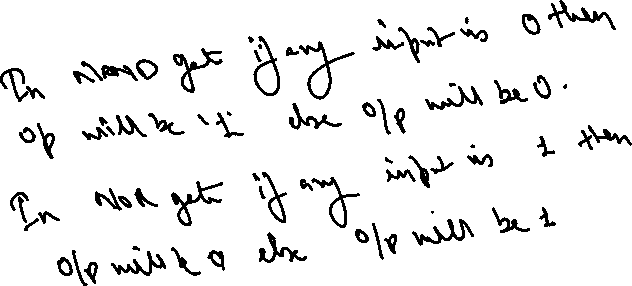 In NAND gate if any input is 0 then
o/p will be '1' else o/p will be 0.
In NOR gate if any input is 1 then
o/p will be 0 else o/p will be 1